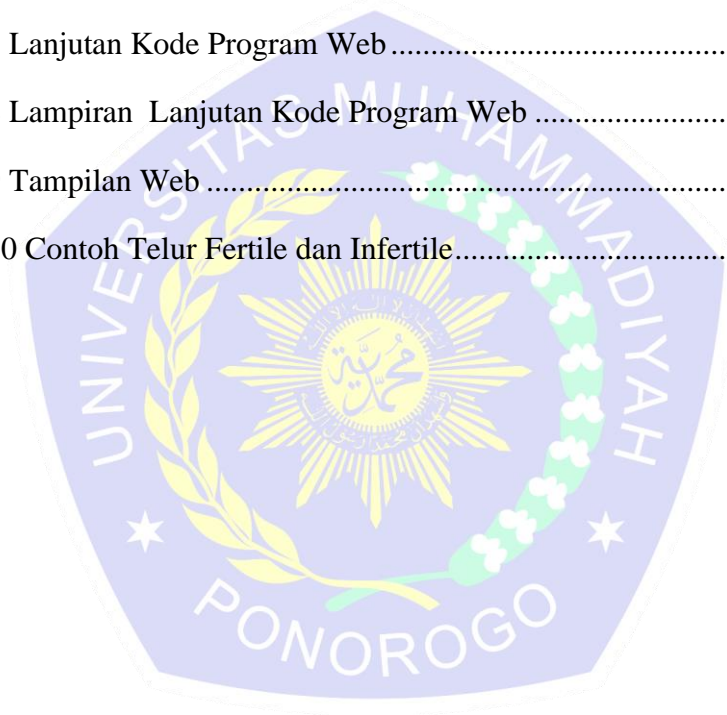 Lanjutan Kode Program Web....................................
Lampiran Lanjutan Kode Program Web........................
Tampilan Web...........................................................
0 Contoh Telur Fertile dan Infertile................................
UNIVERSITAS MUHAMMADIYAH
محمدية
PONOROGO